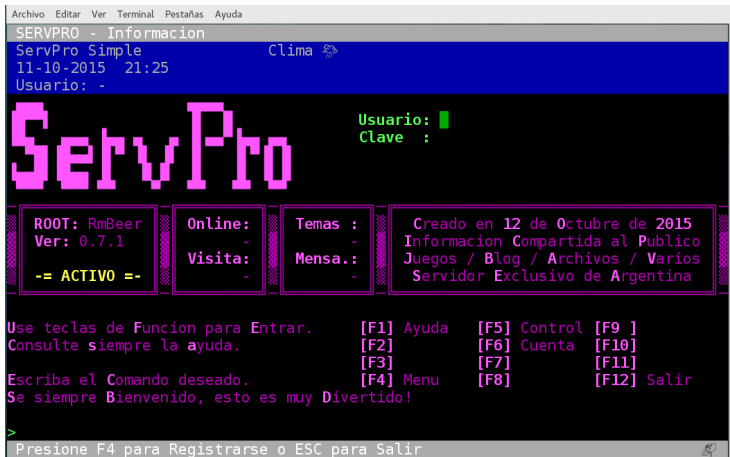 Archivo Editar Ver Terminal Pestañas Ayuda
SERVPRO - Informacion
ServPro Simple Clima
11-10-2015 21:25
Usuario: -
ServPro
Usuario:
Clave :
ROOT: RmBeer
Ver: 0.7.1
-= ACTIVO =-
Online:
-
Visita:
-
Temas :
-
Mensa.:
-
Creado en 12 de Octubre de 2015
Informacion Compartida al Publico
Juegos / Blog / Archivos / Varios
Servidor Exclusivo de Argentina
Use teclas de Funcion para Entrar.
Consulte siempre la ayuda.
Escriba el Comando deseado.
Se siempre Bienvenido, esto es muy Divertido!
[F1] Ayuda [F5] Control [F9 ]
[F2] [F6] Cuenta [F10]
[F3] [F7] [F11]
[F4] Menu [F8] [F12] Salir
>
Presione F4 para Registrarse o ESC para Salir